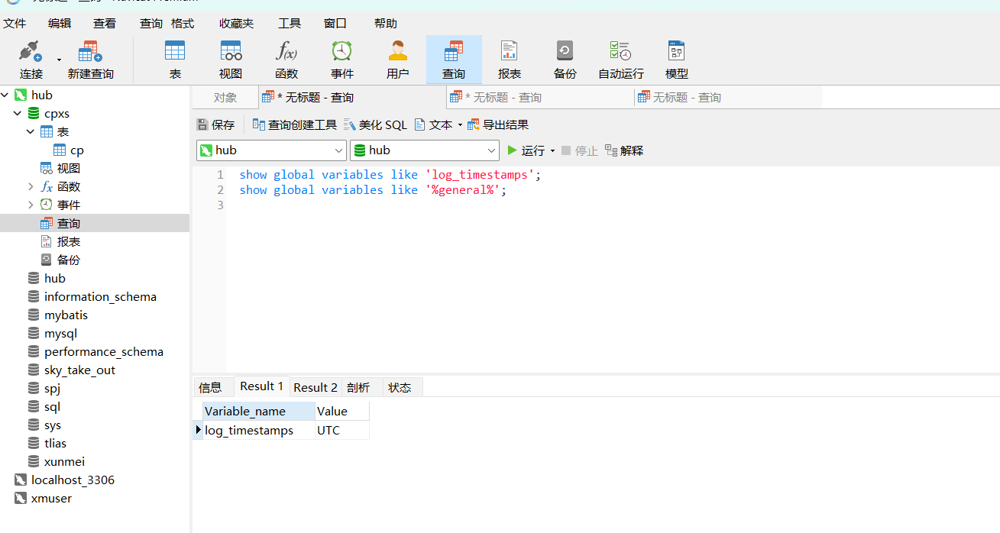 文件 编辑 查看 查询 格式 收藏夹 工具 窗口 帮助
连接 新建查询 表 视图 函数 事件 用户 查询 报表 备份 自动运行 模型
对象 * 无标题 - 查询 * 无标题 - 查询 无标题 - 查询
保存 查询创建工具 美化 SQL 文本 导出结果
hub hub 运行 停止 解释
1 show global variables like 'log_timestamps';
2 show global variables like '%general%';
3
信息 Result 1 Result 2 剖析 状态
Variable_name Value
log_timestamps UTC
hub
cpxs
表
cp
视图
fx 函数
事件
查询
报表
备份
hub
information_schema
mybatis
mysql
performance_schema
sky_take_out
spj
sql
sys
tlias
xunmei
localhost_3306
xmuser